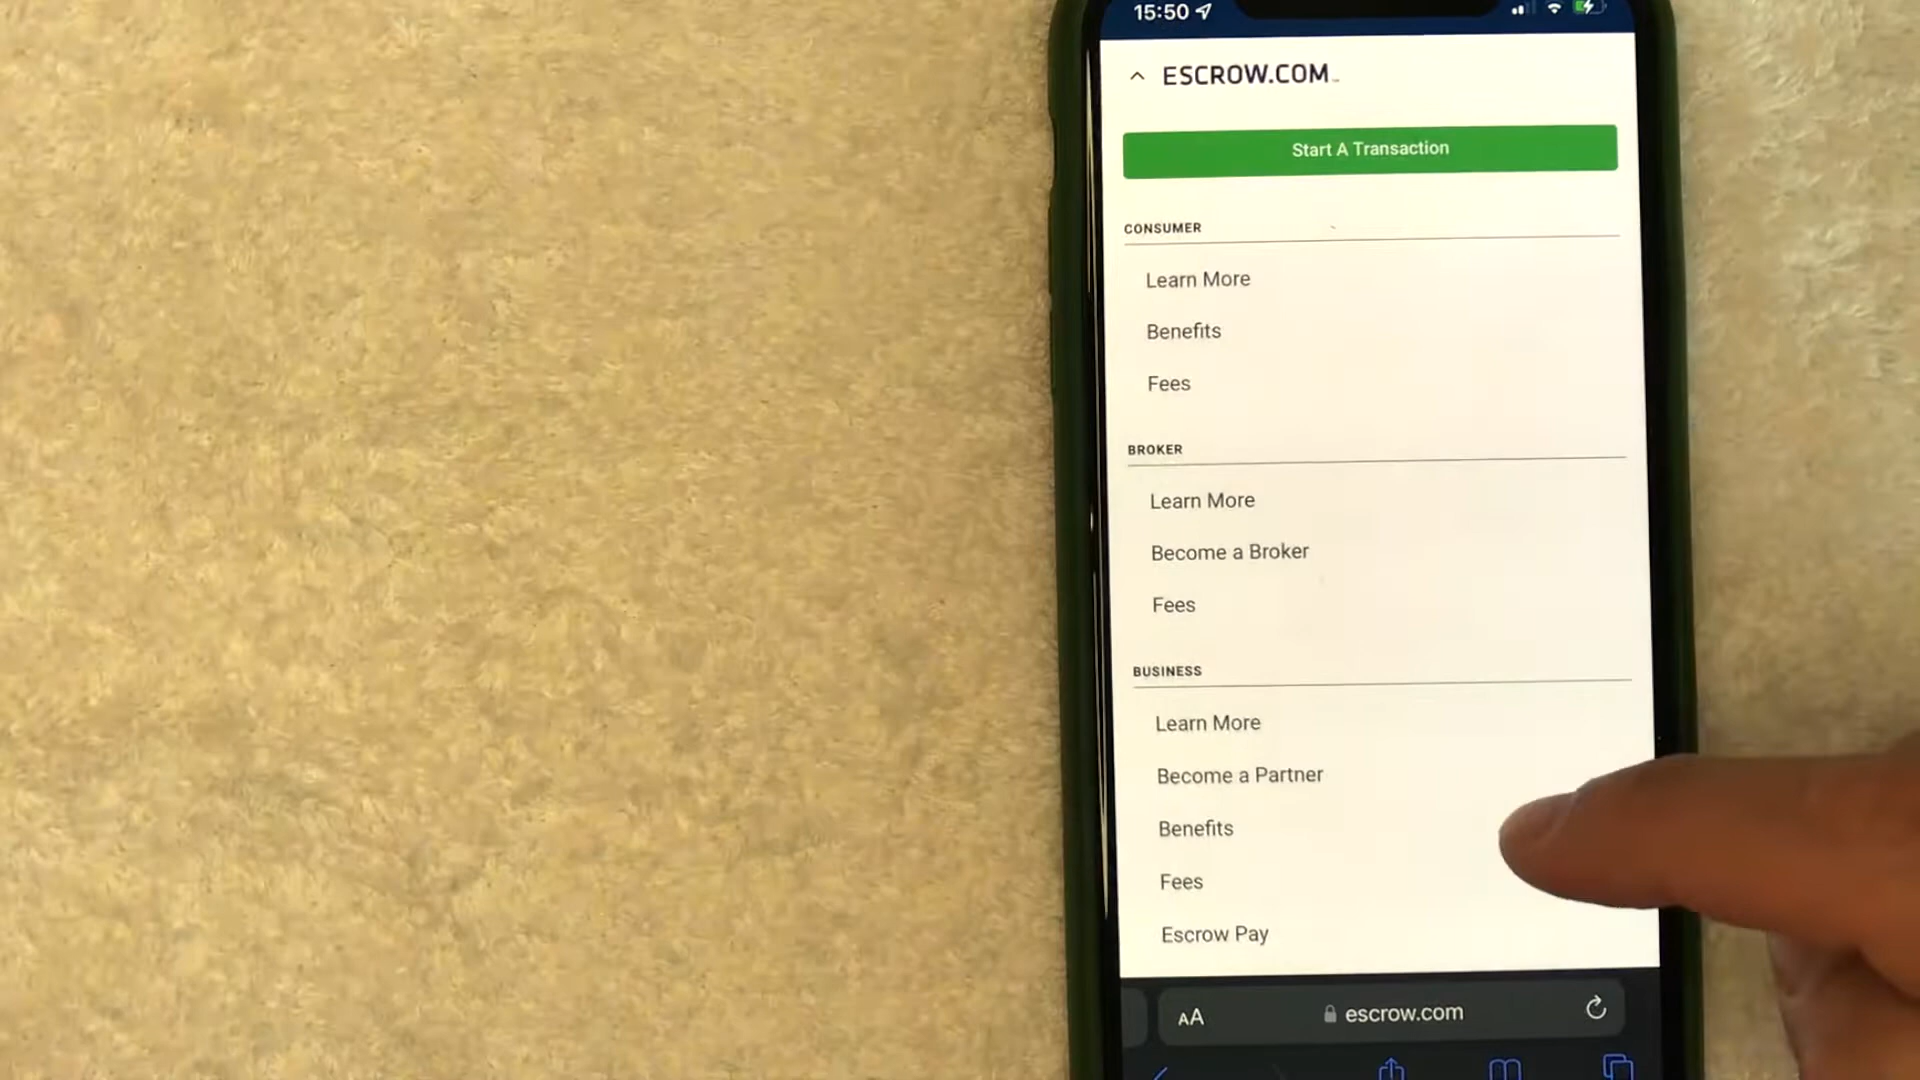 15:50
ESCROW.COM
Start A Transaction
CONSUMER
Learn More
Benefits
Fees
BROKER
Learn More
Become a Broker
Fees
BUSINESS
Learn More
Become a Partner
Benefits
Fees
Escrow Pay
AA escrow.com